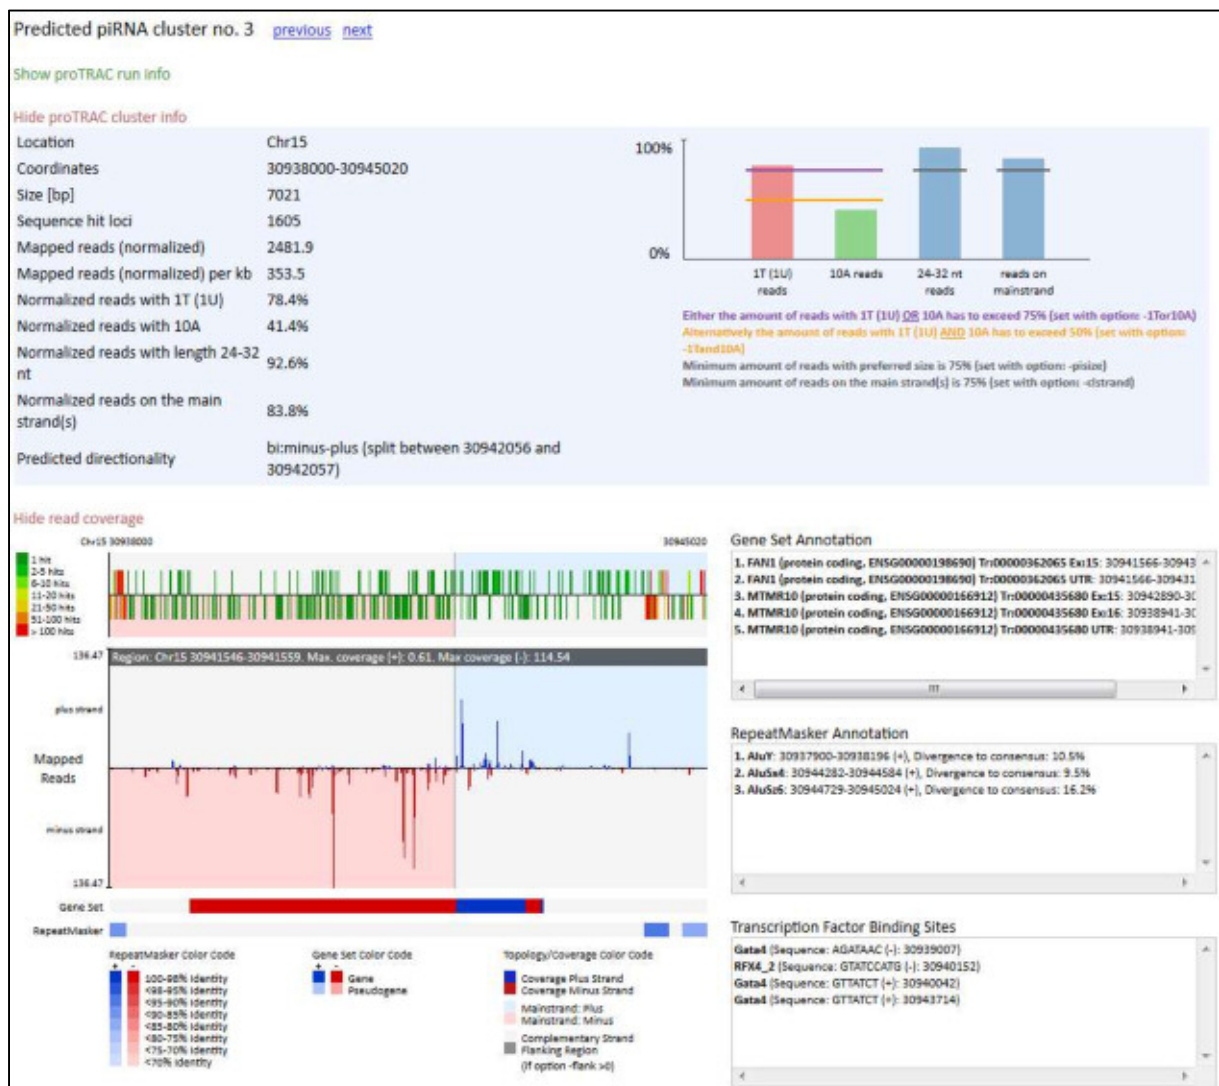 Predicted piRNA cluster no. 3 previous next
Show proTRAC run info
Hide proTRAC cluster info
Location Chr15
Coordinates 30938000-30945020
Size [bp] 7021
Sequence hit loci 1605
Mapped reads (normalized) 2481.9
Mapped reads (normalized) per kb 353.5
Normalized reads with 1T (1U) 78.4%
Normalized reads with 10A 41.4%
Normalized reads with length 24-32
nt
92.6%
Normalized reads on the main
strand(s)
83.8%
Predicted directionality
bi:minus-plus (split between 30942056 and
30942057)
100%
0%
1T (1U)
reads
10A reads
24-32 nt
reads
reads on
mainstrand
Either the amount of reads with 1T (1U) OR 10A has to exceed 75% (set with option: -1Tor10A)
Alternatively the amount of reads with 1T (1U) AND 10A has to exceed 50% (set with option:
-1Tand10A)
Minimum amount of reads with preferred size is 75% (set with option: -pisize)
Minimum amount of reads on the main strand(s) is 75% (set with option: -clstrand)
Hide read coverage
Chr15 30938000 30945020
1 hit
2-5 hits
6-10 hits
11-20 hits
21-50 hits
51-100 hits
> 100 hits
136.47
Region: Chr15 30941546-30941559. Max. coverage (+): 0.61. Max coverage (-): 114.54
plus strand
Mapped
Reads
minus strand
136.47
Gene Set
RepeatMasker
RepeatMasker Color Code
+ -
100-98% identity
<98-95% identity
<95-90% identity
<90-85% identity
<85-80% identity
<80-75% identity
<75-70% identity
<70% identity
Gene Set Color Code
+ -
Gene
Pseudogene
Topology/Coverage Color Code
Coverage Plus Strand
Coverage Minus Strand
Mainstrand: Plus
Mainstrand: Minus
Complementary Strand
Flanking Region
(if option -flank >0)
Gene Set Annotation
1. FAN1 (protein coding, ENSG00000198690) Tr:00000362065 Ex:15: 30941566-30943
2. FAN1 (protein coding, ENSG00000198690) Tr:00000362065 UTR: 30941566-309431
3. MTMR10 (protein coding, ENSG00000166912) Tr:00000435680 Ex:15: 30942890-30
4. MTMR10 (protein coding, ENSG00000166912) Tr:00000435680 Ex:16: 30938941-30
5. MTMR10 (protein coding, ENSG00000166912) Tr:00000435680 UTR: 30938941-309
RepeatMasker Annotation
1. AluY: 30937900-30938196 (+), Divergence to consensus: 10.5%
2. AluSx4: 30944282-30944584 (+), Divergence to consensus: 9.5%
3. AluSz6: 30944729-30945024 (+), Divergence to consensus: 16.2%
Transcription Factor Binding Sites
Gata4 (Sequence: AGATAAC (-): 30939007)
RFX4_2 (Sequence: GTATCCATG (-): 30940152)
Gata4 (Sequence: GTTATCT (+): 30940042)
Gata4 (Sequence: GTTATCT (+): 30943714)